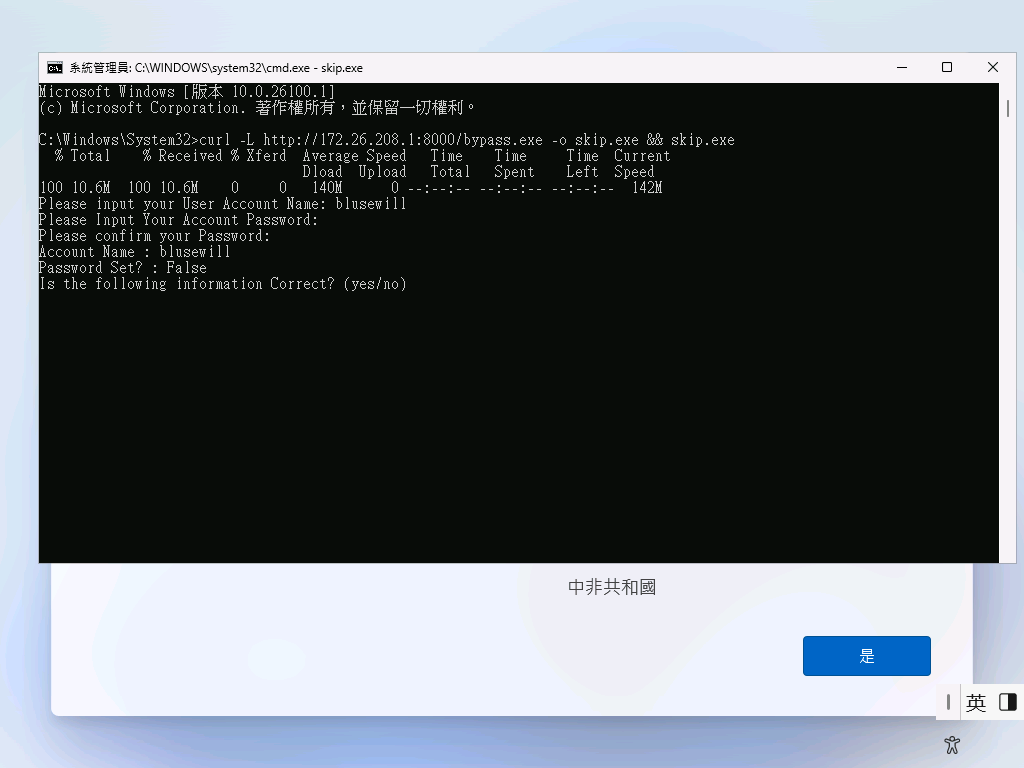 系統管理員: C:\WINDOWS\system32\cmd.exe - skip.exe
Microsoft Windows [版本 10.0.26100.1]
(c) Microsoft Corporation. 著作權所有，並保留一切權利。
C:\Windows\System32>curl -L http://172.26.208.1:8000/bypass.exe -o skip.exe && skip.exe
% Total    % Received % Xferd  Average Speed   Time    Time     Time  Current
Dload  Upload   Total   Spent    Left  Speed
100 10.6M  100 10.6M    0     0   140M      0 --:--:-- --:--:-- --:--:--  142M
Please input your User Account Name: blusewill
Please Input Your Account Password:
Please confirm your Password:
Account Name : blusewill
Password Set? : False
Is the following information Correct? (yes/no)
中非共和國
是
英